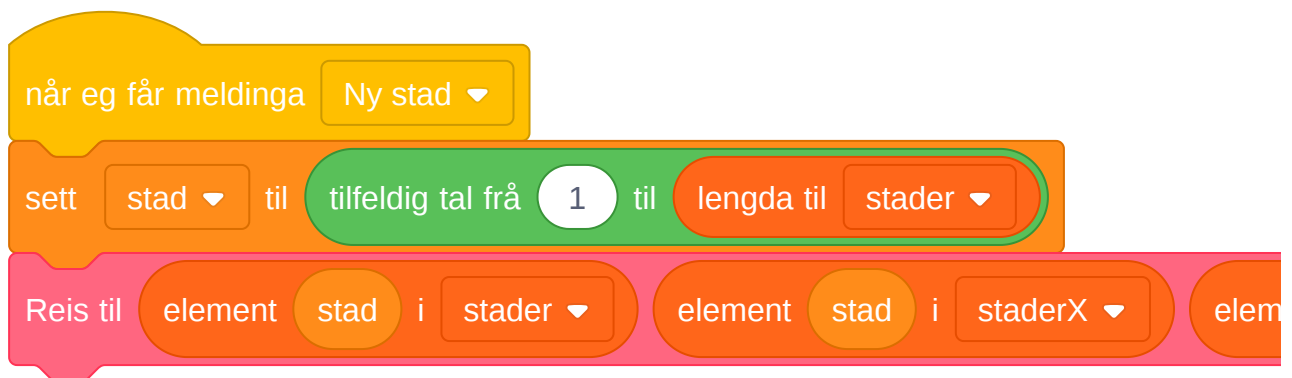 når eg får meldinga Ny stad
sett stad til tilfeldig tal frå 1 til lengda til stader
Reis til element stad i stader element stad i staderX elem